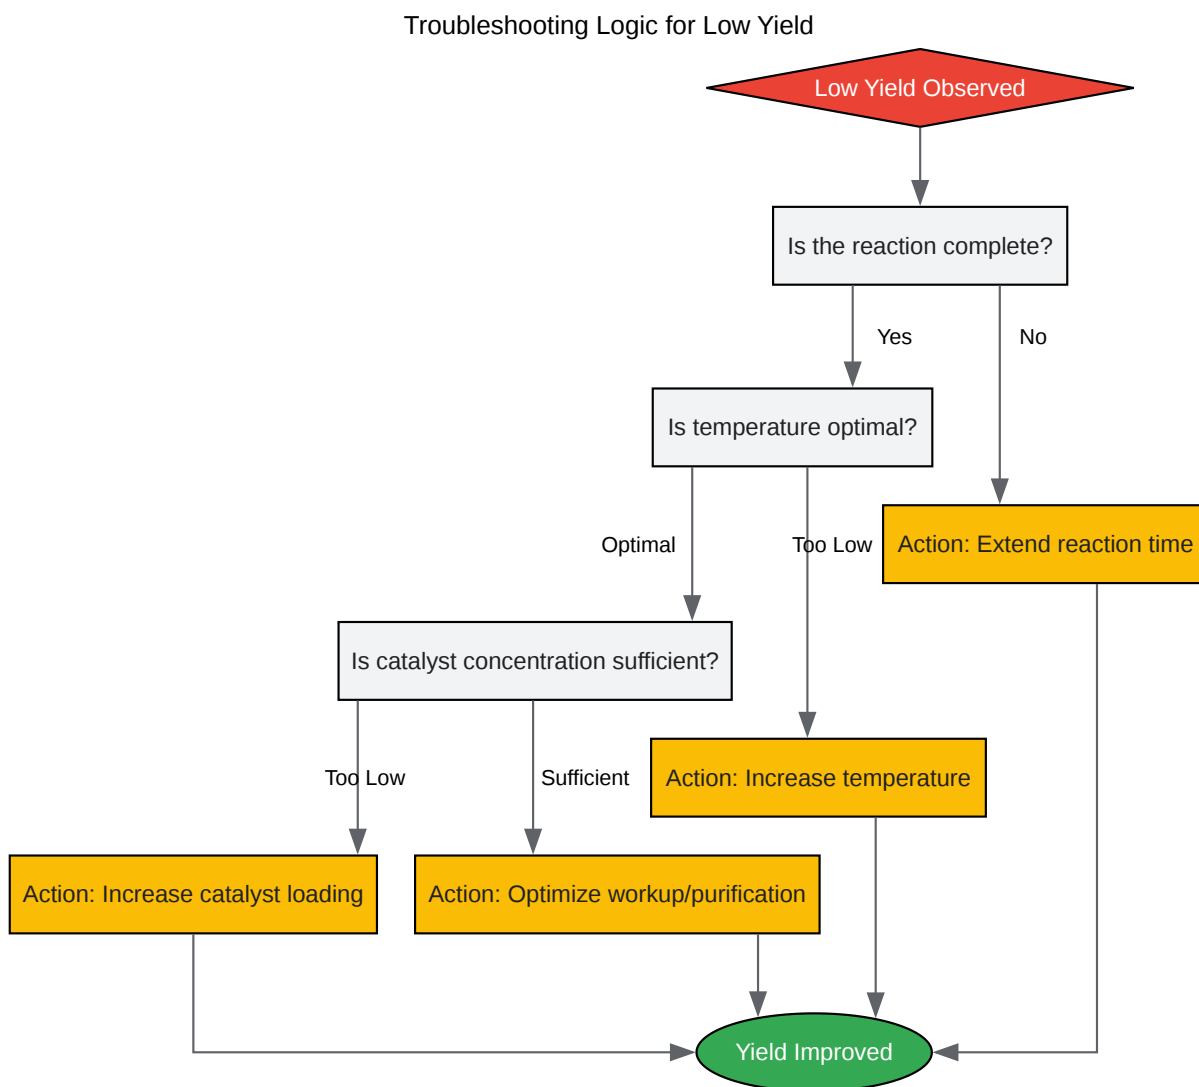 Troubleshooting Logic for Low Yield
Low Yield Observed
Is the reaction complete?
Yes
No
Is temperature optimal?
Optimal
Too Low
Action: Extend reaction time
Is catalyst concentration sufficient?
Too Low
Sufficient
Action: Increase temperature
Action: Increase catalyst loading
Action: Optimize workup/purification
Yield Improved